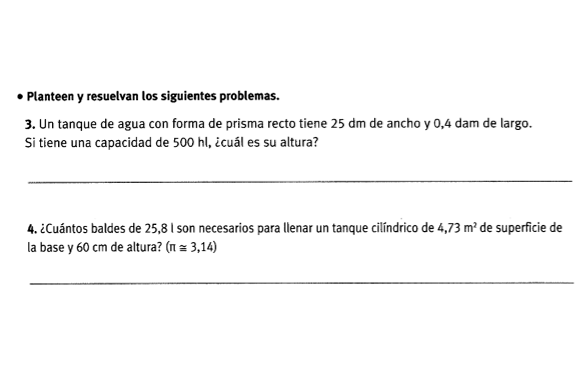 • Planteen y resuelvan los siguientes problemas.
3. Un tanque de agua con forma de prisma recto tiene 25 dm de ancho y 0,4 dam de largo.
Si tiene una capacidad de 500 hl, ¿cuál es su altura?
4. ¿Cuántos baldes de 25,8 l son necesarios para llenar un tanque cilíndrico de 4,73 m² de superficie de
la base y 60 cm de altura? (π ≅ 3,14)